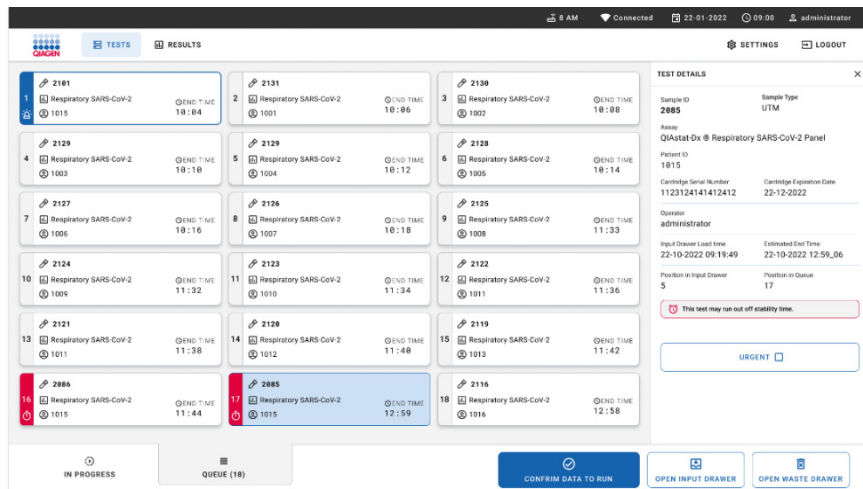 8 AM Connected 22-01-2022 09:00 administrator
QIAGEN TESTS RESULTS SETTINGS LOGOUT
2101
1 Respiratory SARS-CoV-2 END TIME
1015 10:04
2131
2 Respiratory SARS-CoV-2 END TIME
1001 10:06
2130
3 Respiratory SARS-CoV-2 END TIME
1002 10:08
2129
4 Respiratory SARS-CoV-2 END TIME
1003 10:10
2129
5 Respiratory SARS-CoV-2 END TIME
1004 10:12
2128
6 Respiratory SARS-CoV-2 END TIME
1005 10:14
2127
7 Respiratory SARS-CoV-2 END TIME
1006 10:16
2126
8 Respiratory SARS-CoV-2 END TIME
1007 10:18
2125
9 Respiratory SARS-CoV-2 END TIME
1008 11:33
2124
10 Respiratory SARS-CoV-2 END TIME
1009 11:32
2123
11 Respiratory SARS-CoV-2 END TIME
1010 11:34
2122
12 Respiratory SARS-CoV-2 END TIME
1011 11:36
2121
13 Respiratory SARS-CoV-2 END TIME
1011 11:38
2120
14 Respiratory SARS-CoV-2 END TIME
1012 11:40
2119
15 Respiratory SARS-CoV-2 END TIME
1013 11:42
2086
16 Respiratory SARS-CoV-2 END TIME
1015 11:44
2085
17 Respiratory SARS-CoV-2 END TIME
1015 12:59
2116
18 Respiratory SARS-CoV-2 END TIME
1016 12:58
TEST DETAILS
Sample ID Sample Type
2085 UTM
Assay
QIAstat-Dx ® Respiratory SARS-CoV-2 Panel
Patient ID
1015
Cardridge Serial Number Cardridge Expiration Date
1123124141412412 22-12-2022
Operator
administrator
Input Drawer Load time Estimated End Time
22-10-2022 09:19:49 22-10-2022 12:59_06
Position in Input Drawer Position in Queue
5 17
This test may run out off stability time.
URGENT
IN PROGRESS QUEUE (18) CONFRIM DATA TO RUN OPEN INPUT DRAWER OPEN WASTE DRAWER